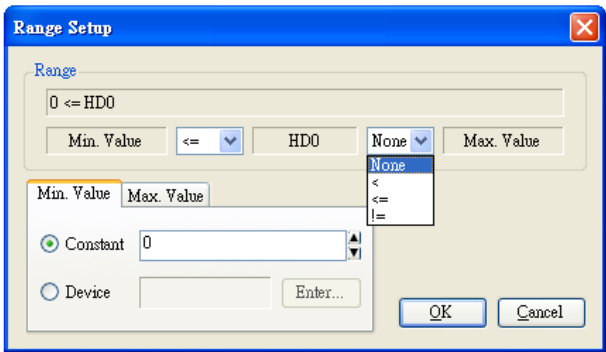 Range Setup
Range
0 <= HD0
Min. Value <= HD0 None Max. Value
None
<
<=
!=
Min. Value Max. Value
Constant 0
Device Enter...
OK Cancel